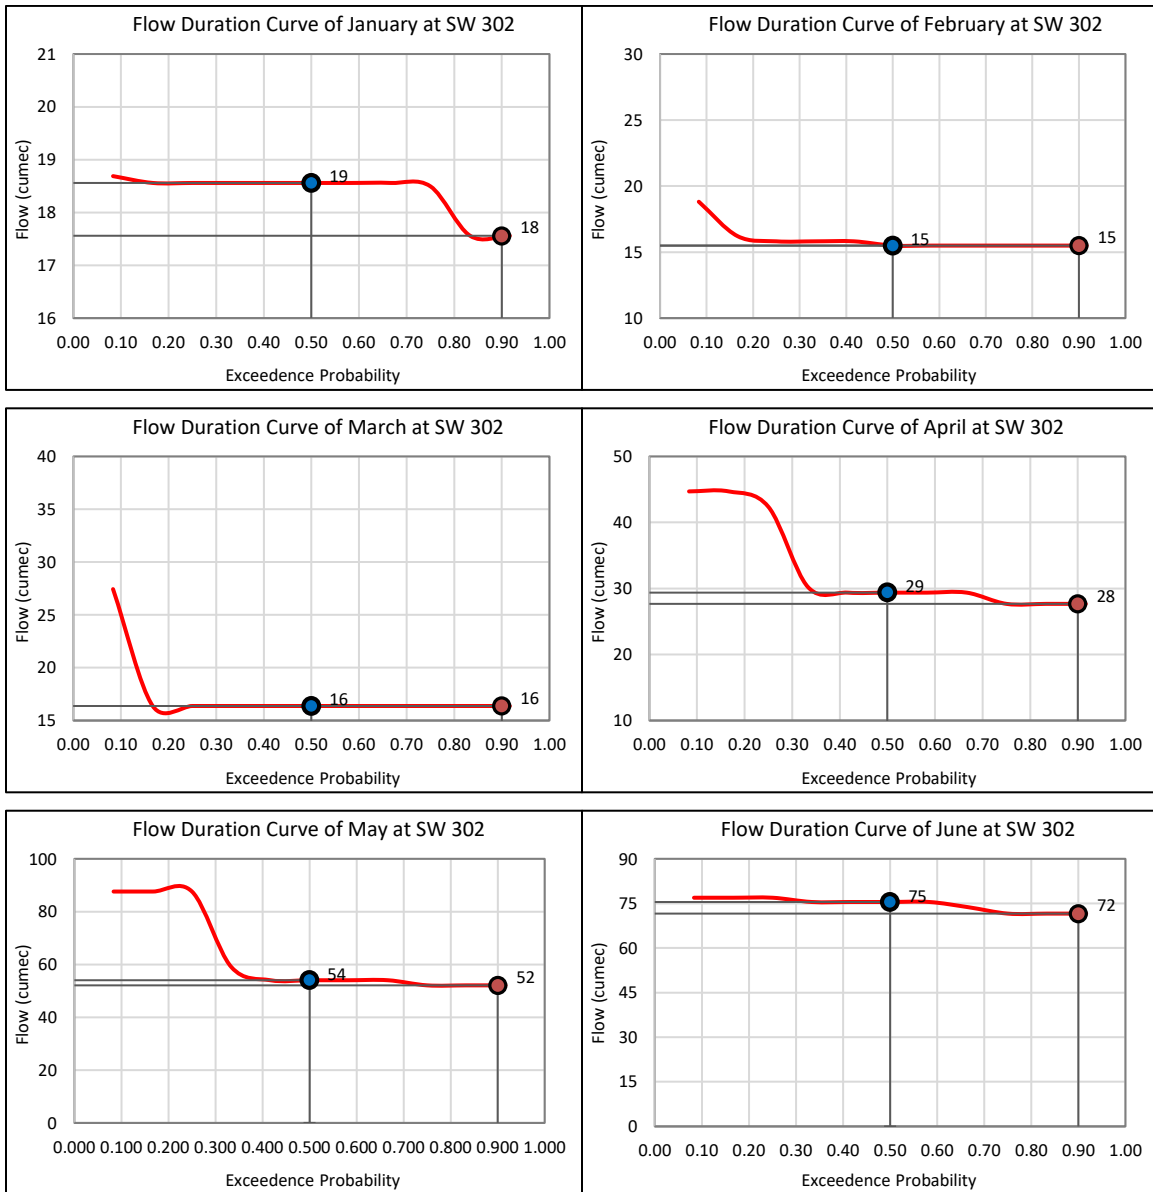 Flow Duration Curve of January at SW 302
21
20
19
18
17
16
Flow (cumec)
19
18
0.00 0.10 0.20 0.30 0.40 0.50 0.60 0.70 0.80 0.90 1.00
Exceedence Probability
Flow Duration Curve of February at SW 302
30
25
20
15
10
Flow (cumec)
15
15
0.00 0.10 0.20 0.30 0.40 0.50 0.60 0.70 0.80 0.90 1.00
Exceedence Probability
Flow Duration Curve of March at SW 302
40
35
30
25
20
15
Flow (cumec)
16
16
0.00 0.10 0.20 0.30 0.40 0.50 0.60 0.70 0.80 0.90 1.00
Exceedence Probability
Flow Duration Curve of April at SW 302
50
40
30
20
10
Flow (cumec)
29
28
0.00 0.10 0.20 0.30 0.40 0.50 0.60 0.70 0.80 0.90 1.00
Exceedence Probability
Flow Duration Curve of May at SW 302
100
80
60
40
20
0
Flow (cumec)
54
52
0.000 0.100 0.200 0.300 0.400 0.500 0.600 0.700 0.800 0.900 1.000
Exceedence Probability
Flow Duration Curve of June at SW 302
90
75
60
45
30
15
0
Flow (cumec)
75
72
0.00 0.10 0.20 0.30 0.40 0.50 0.60 0.70 0.80 0.90 1.00
Exceedence Probability